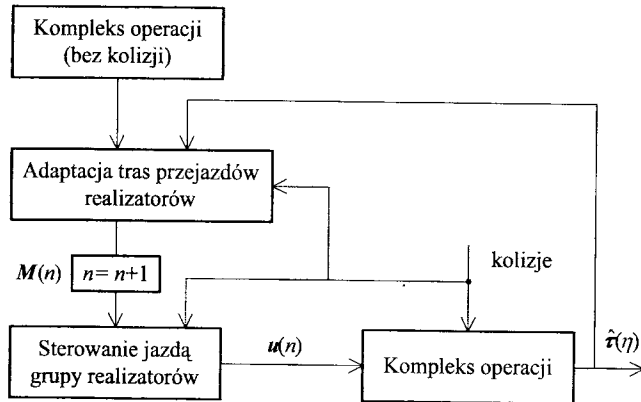 Kompleks operacji
(bez kolizji)
Adaptacja tras przejazdów
realizatorów
M(n)
n= n+1
kolizje
Sterowanie jazdą
grupy realizatorów
u(n)
Kompleks operacji
τ̂(η)